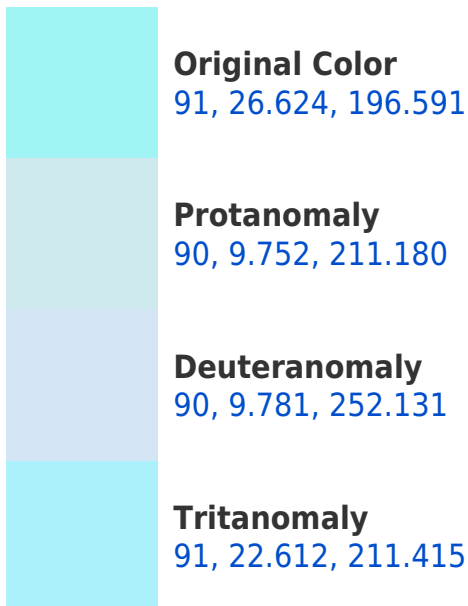 Original Color
91, 26.624, 196.591
Protanomaly
90, 9.752, 211.180
Deuteranomaly
90, 9.781, 252.131
Tritanomaly
91, 22.612, 211.415